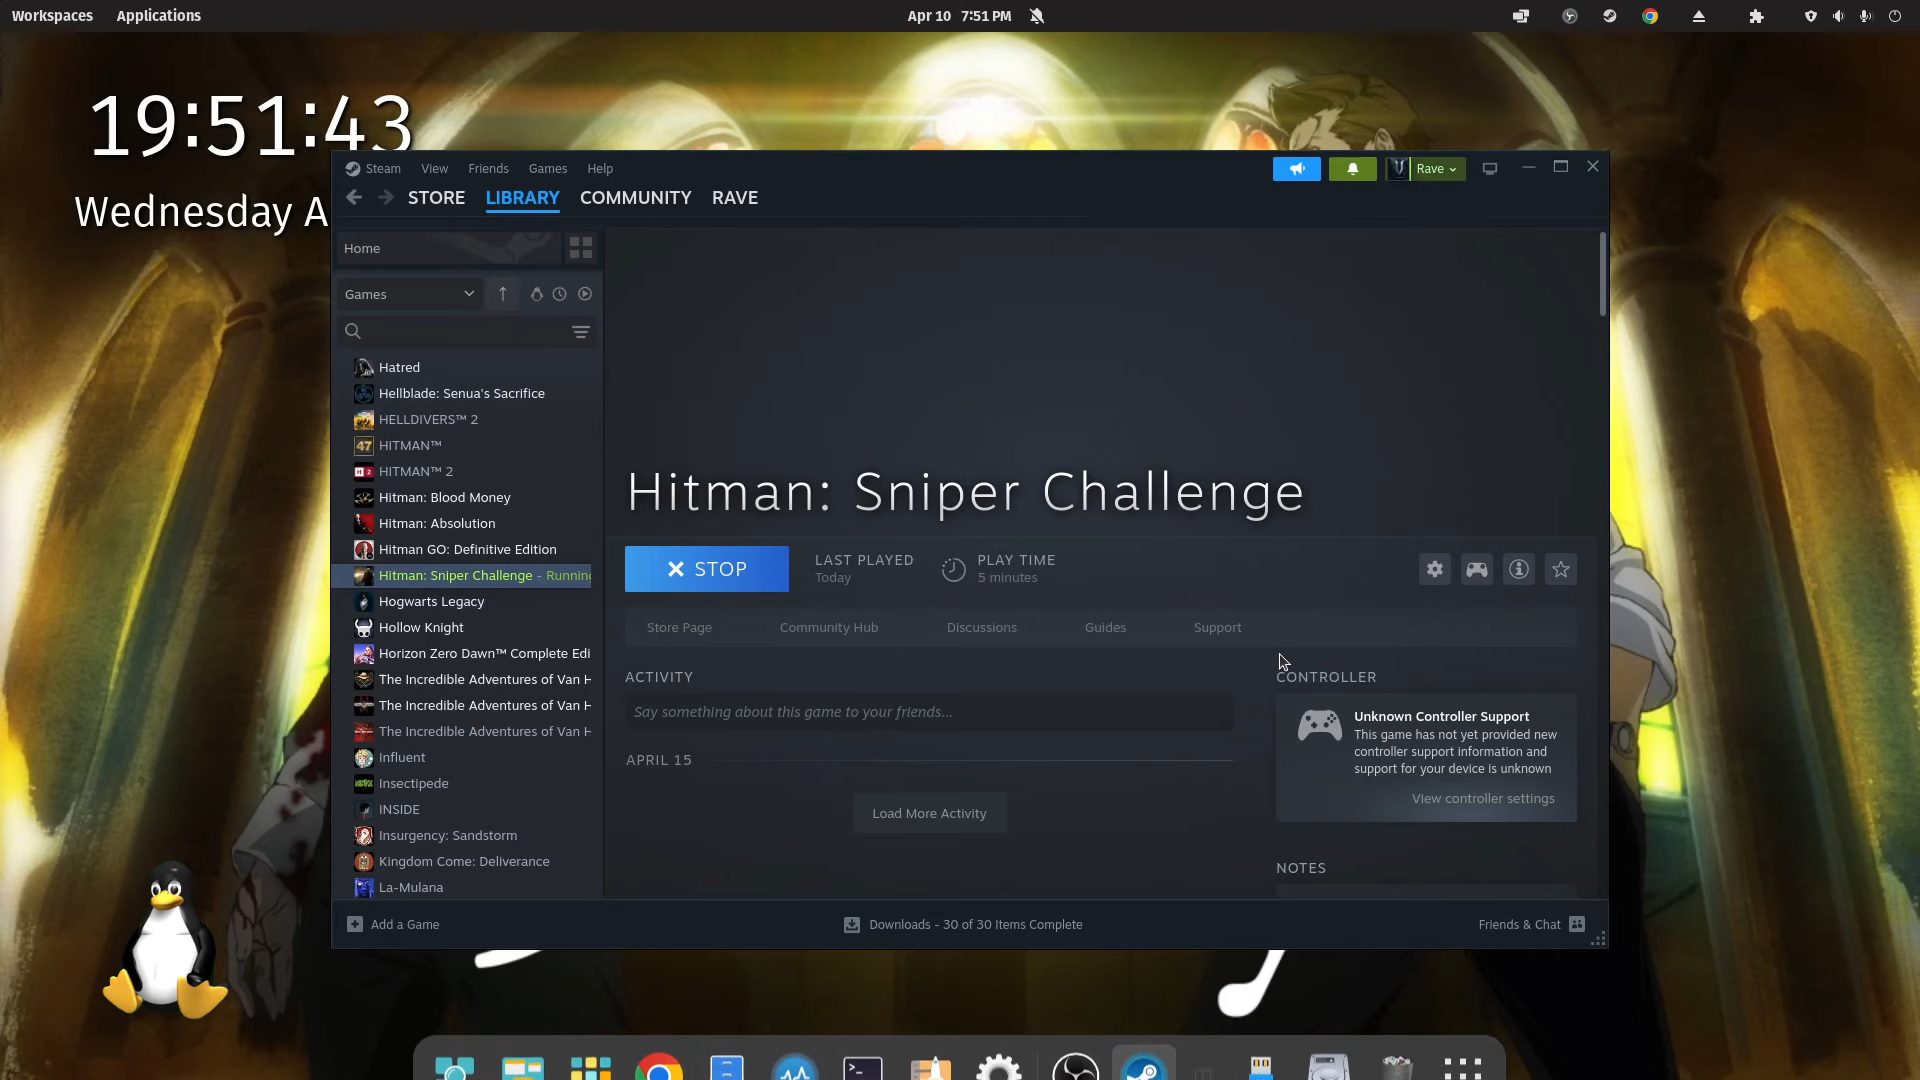 Workspaces Applications Apr 10 7:51 PM
19:51:43
Wednesday A
Steam View Friends Games Help Rave
STORE LIBRARY COMMUNITY RAVE
Home
Games
Hatred
Hellblade: Senua's Sacrifice
HELLDIVERS™ 2
HITMAN™
HITMAN™ 2
Hitman: Blood Money
Hitman: Absolution
Hitman GO: Definitive Edition
Hitman: Sniper Challenge - Running
Hogwarts Legacy
Hollow Knight
Horizon Zero Dawn™ Complete Edi
The Incredible Adventures of Van H
The Incredible Adventures of Van H
The Incredible Adventures of Van H
Influent
Insectipede
INSIDE
Insurgency: Sandstorm
Kingdom Come: Deliverance
La-Mulana
Hitman: Sniper Challenge
STOP
LAST PLAYED
Today
PLAY TIME
5 minutes
Store Page Community Hub Discussions Guides Support
ACTIVITY
Say something about this game to your friends...
APRIL 15
Load More Activity
CONTROLLER
Unknown Controller Support
This game has not yet provided new
controller support information and
support for your device is unknown
View controller settings
NOTES
Add a Game Downloads - 30 of 30 Items Complete Friends & Chat